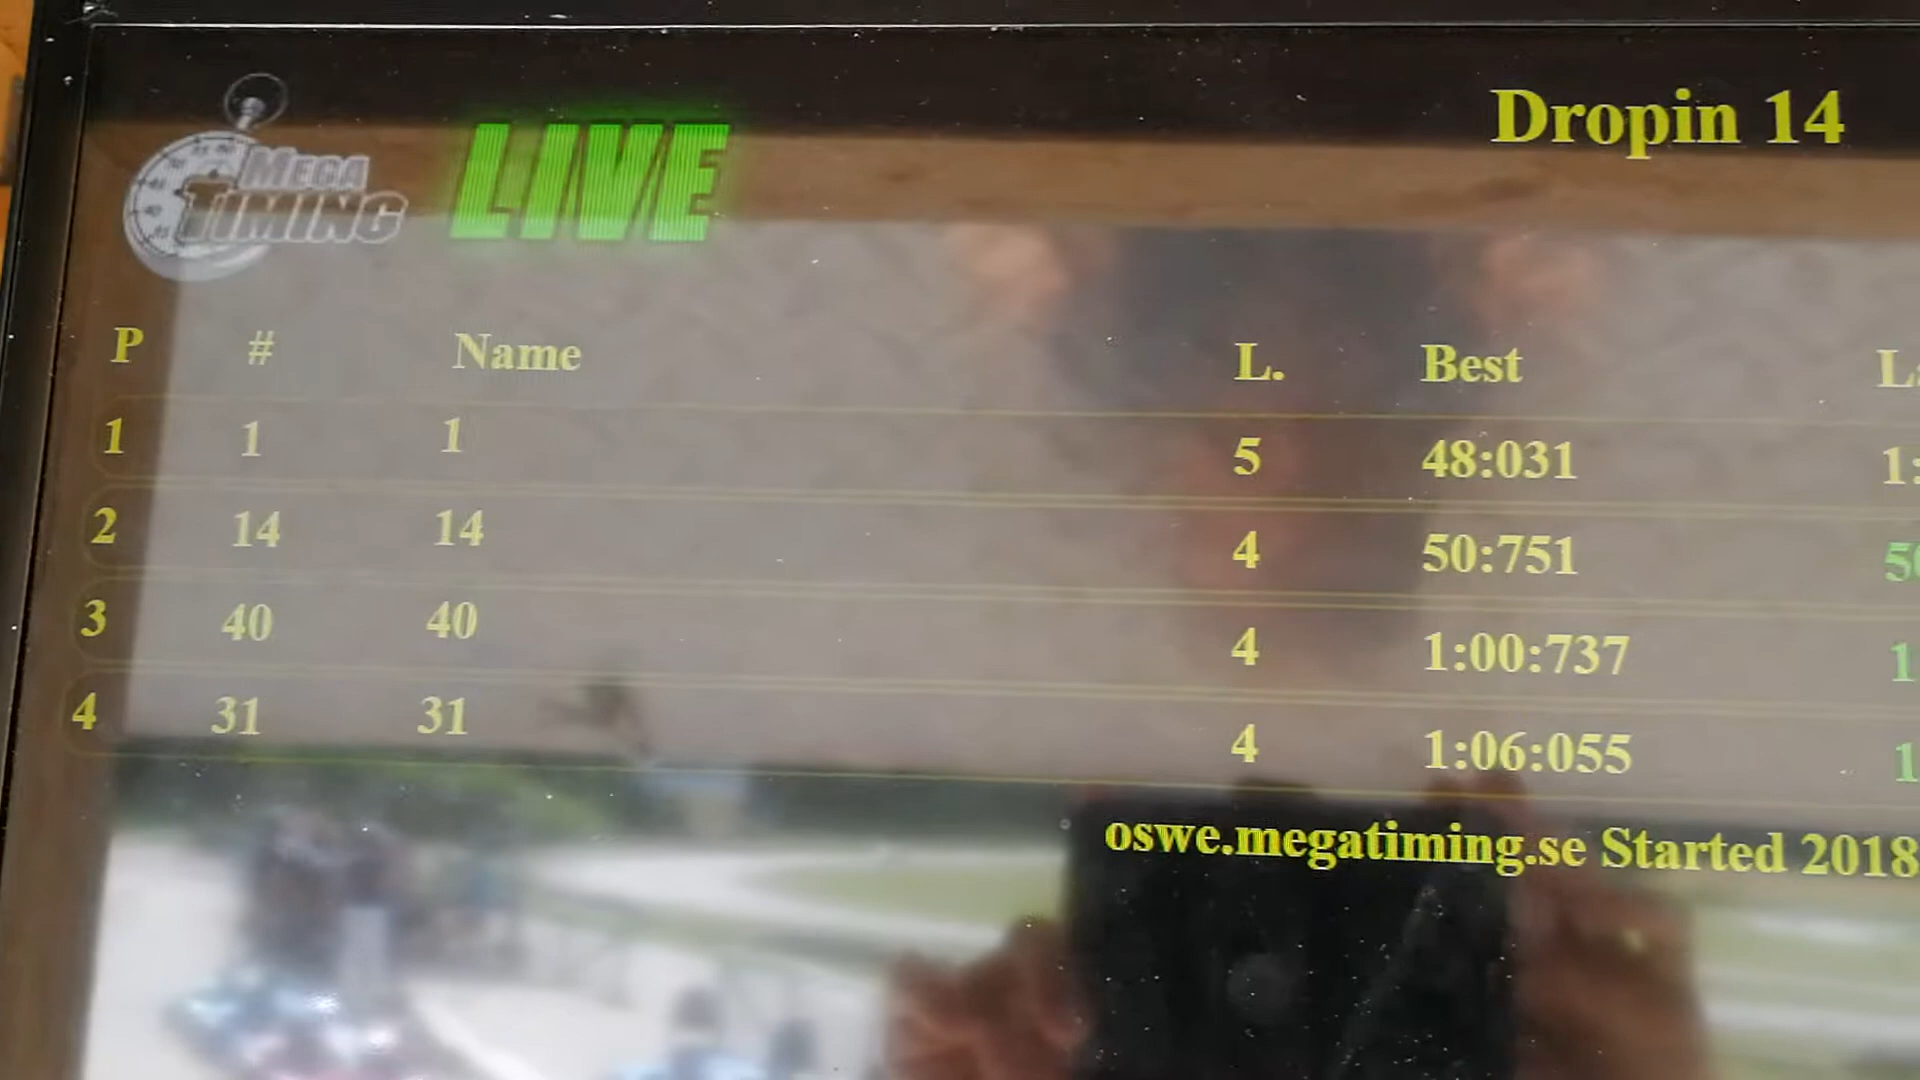 MEGA TIMING LIVE
Dropin 14
P # Name L. Best
1 1 1 5 48:031
2 14 14 4 50:751
3 40 40 4 1:00:737
4 31 31 4 1:06:055
oswe.megatiming.se Started 2018